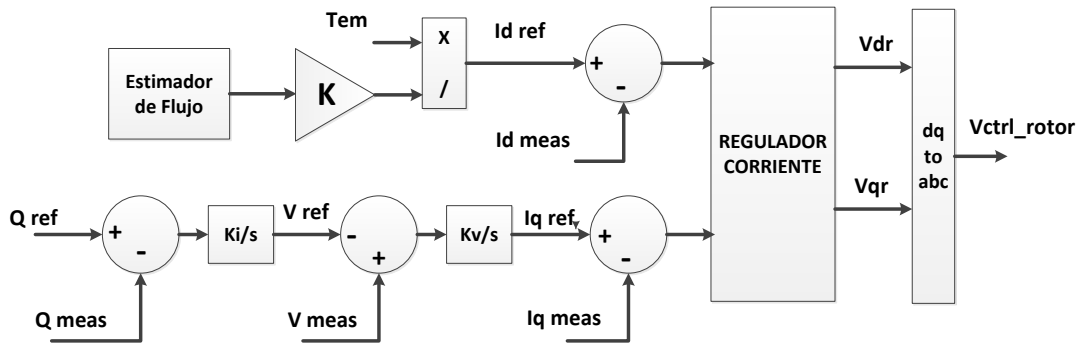 Tem
x
/
Id ref
Estimador
de Flujo
K
+
-
Id meas
REGULADOR
CORRIENTE
Vdr
Vqr
dq
to
abc
Vctrl_rotor
Q ref
+
-
Q meas
Ki/s
V ref
-
+
V meas
Kv/s
Iq ref
+
-
Iq meas